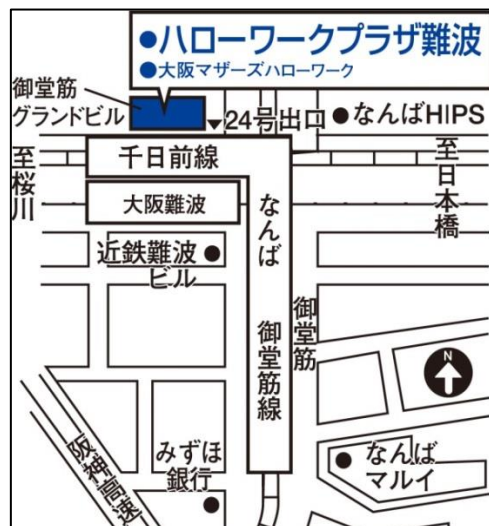 ●ハローワークプラザ難波
●大阪マザーズハローワーク
御堂筋
グランドビル
▼24号出口
●なんばHIPS
至桜川
千日前線
至日本橋
大阪難波
なんば
近鉄難波
ビル
御堂筋
御堂筋線
N
阪神高速
みずほ
銀行
なんば
マルイ